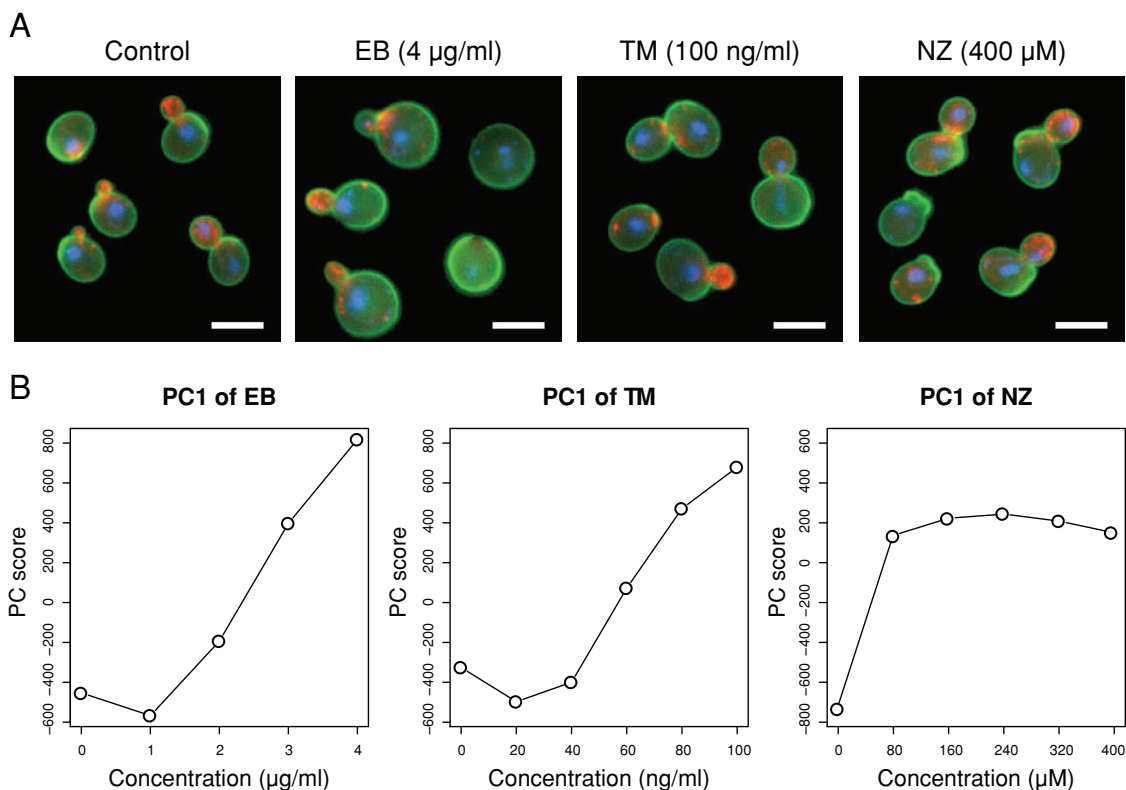 A
Control
EB (4 µg/ml)
TM (100 ng/ml)
NZ (400 µM)
B
PC1 of EB
PC1 of TM
PC1 of NZ
PC score
800
600
400
200
0
−200
−400
−600
0 1 2 3 4
Concentration (µg/ml)
PC score
800
600
400
200
0
−200
−400
−600
0 20 40 60 80 100
Concentration (ng/ml)
PC score
600
400
200
0
−200
−400
−600
−800
0 80 160 240 320 400
Concentration (µM)